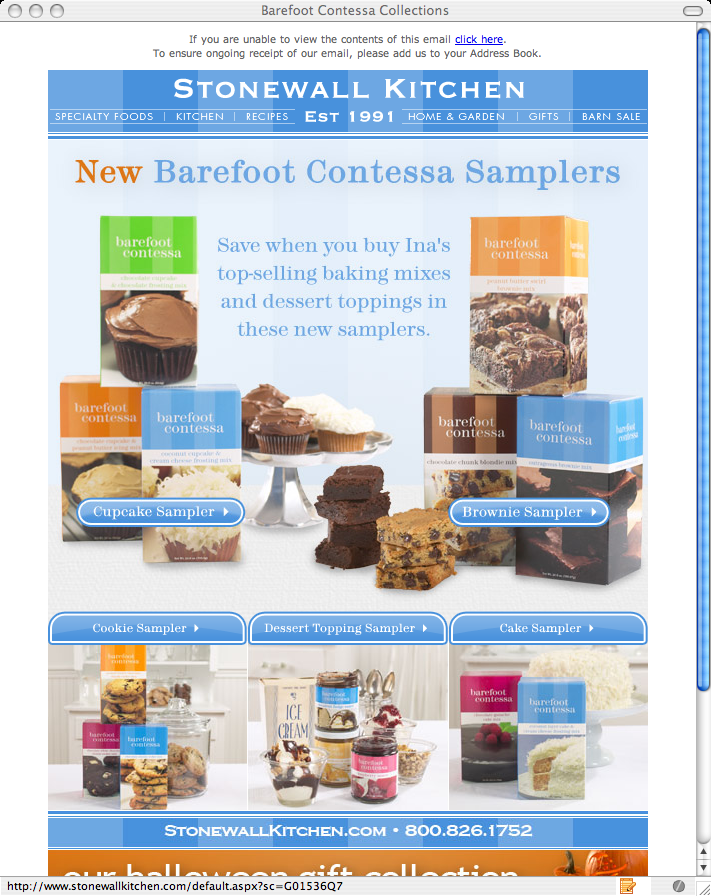 Barefoot Contessa Collections
If you are unable to view the contents of this email click here.
To ensure ongoing receipt of our email, please add us to your Address Book.
STONEWALL KITCHEN
SPECIALTY FOODS | KITCHEN | RECIPES EST 1991 HOME & GARDEN | GIFTS | BARN SALE
New Barefoot Contessa Samplers
Save when you buy Ina's
top-selling baking mixes
and dessert toppings in
these new samplers.
barefoot
contessa
chocolate cupcake
& chocolate frosting mix
barefoot
contessa
peanut butter swirl
brownie mix
barefoot
contessa
chocolate cupcake &
peanut butter icing mix
barefoot
contessa
coconut cupcake &
cream cheese frosting mix
barefoot
contessa
chocolate chunk blondie mix
barefoot
contessa
outrageous brownie mix
Cupcake Sampler
Brownie Sampler
Cookie Sampler
Dessert Topping Sampler
Cake Sampler
barefoot
contessa
barefoot
contessa
barefoot
contessa
ICE
CREAM
barefoot
contessa
barefoot
contessa
barefoot
contessa
barefoot
contessa
STONEWALLKITCHEN.COM • 800.826.1752
our halloween gift collection
http://www.stonewallkitchen.com/default.aspx?sc=G01536Q7